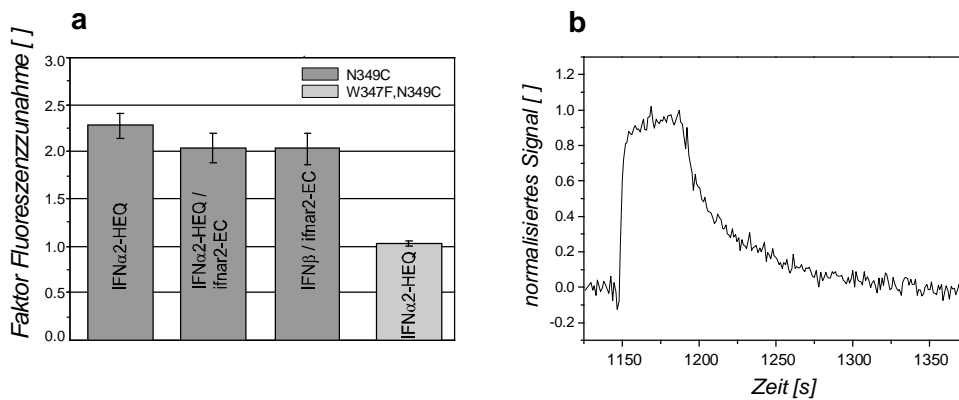 a
Faktor Fluoreszenzzunahme [ ]
3.0
2.5
2.0
1.5
1.0
0.5
0.0
N349C
W347F,N349C
IFNα2-HEQ
IFNα2-HEQ /
ifnar2-EC
IFNβ / ifnar2-EC
IFNα2-HEQ
b
normalisiertes Signal [ ]
1.2
1.0
0.8
0.6
0.4
0.2
0.0
-0.2
1150 1200 1250 1300 1350
Zeit [s]